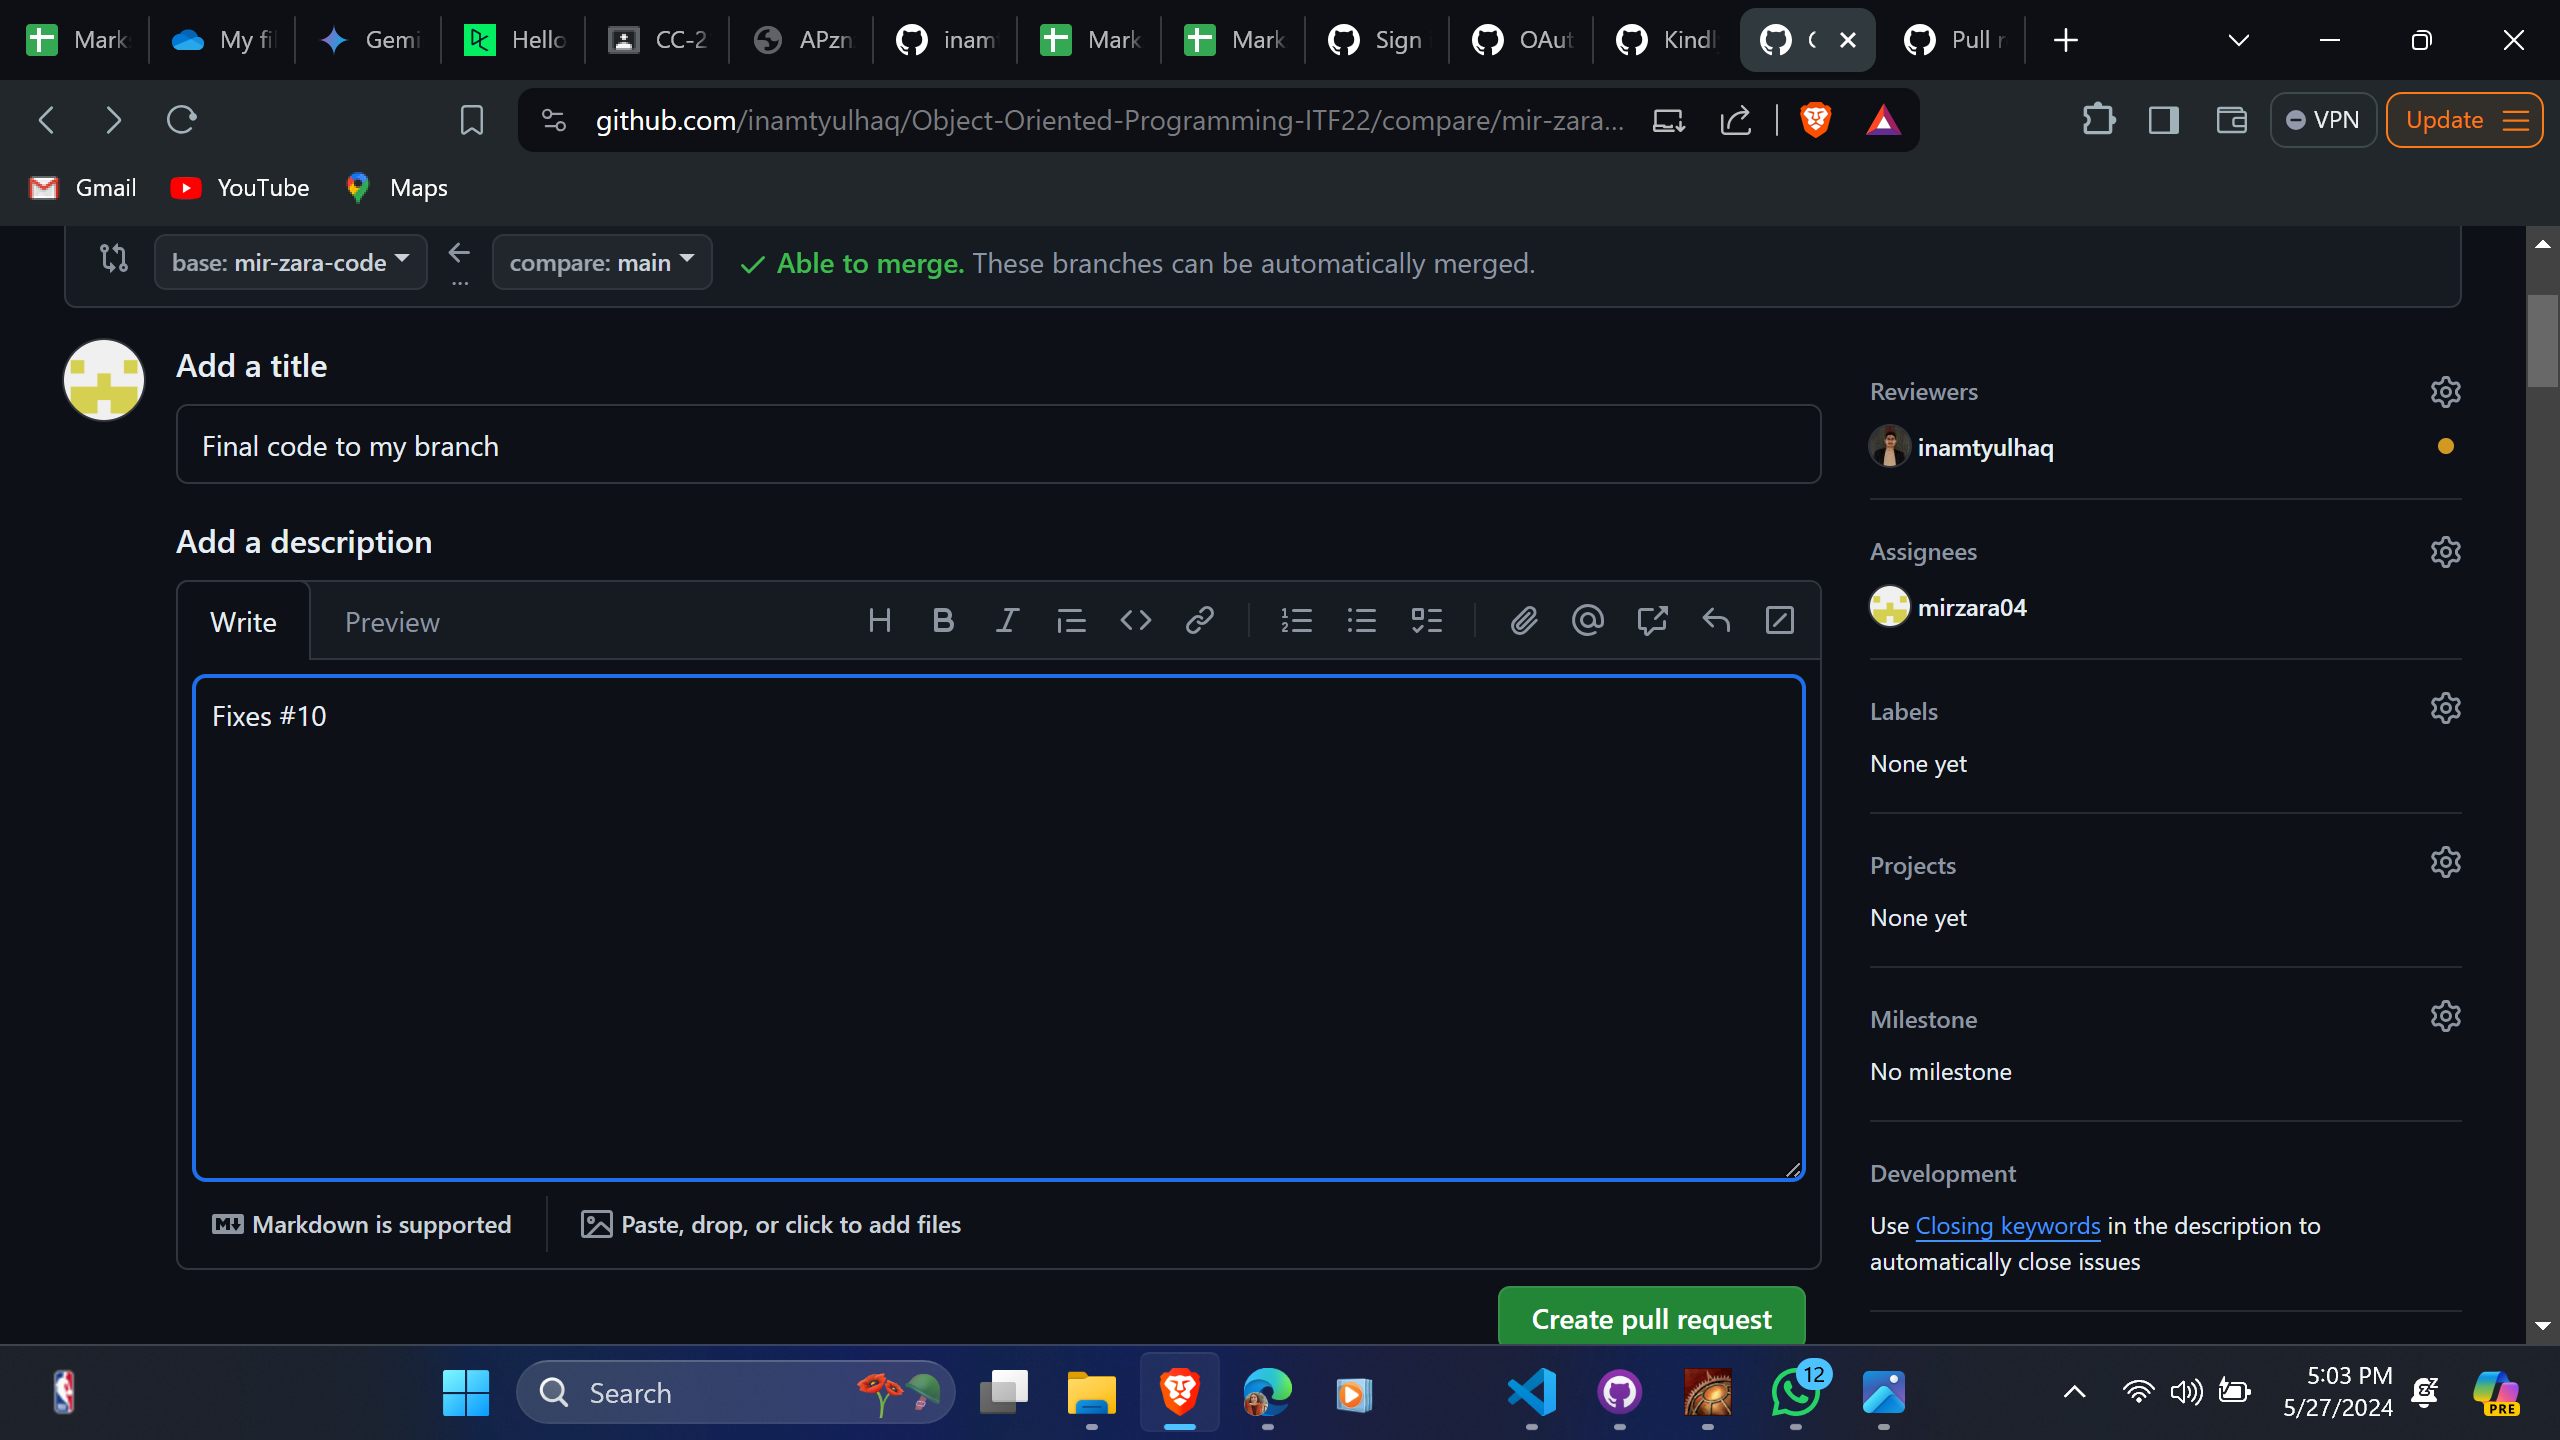 Mark
My fi
Gemi
Hello
CC-2
APzn
inam
Mark
Mark
Sign
OAut
Kindl
Pull r
github.com/inamtyulhaq/Object-Oriented-Programming-ITF22/compare/mir-zara...
VPN
Update
Gmail
YouTube
Maps
base: mir-zara-code
compare: main
Able to merge. These branches can be automatically merged.
Add a title
Final code to my branch
Add a description
Write
Preview
Fixes #10
Markdown is supported
Paste, drop, or click to add files
Create pull request
Reviewers
inamtyulhaq
Assignees
mirzara04
Labels
None yet
Projects
None yet
Milestone
No milestone
Development
Use Closing keywords in the description to
automatically close issues
Search
12
5:03 PM
5/27/2024
PRE